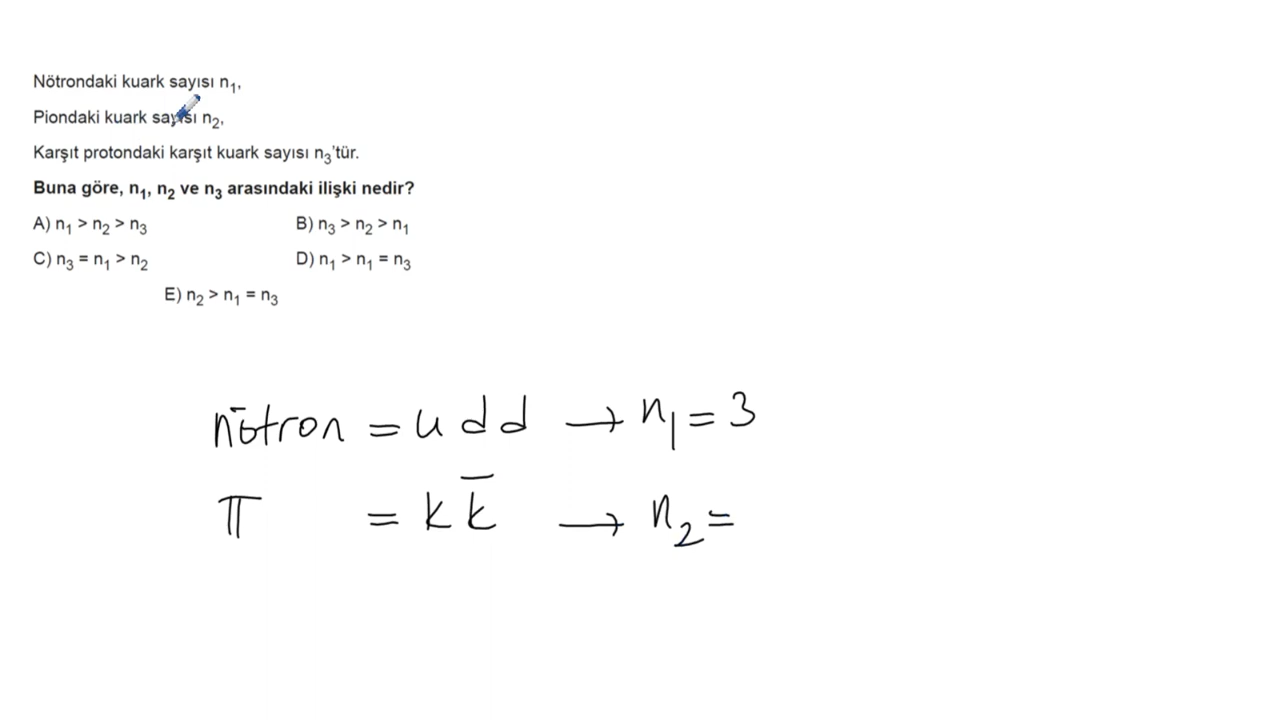 Nötrondaki kuark sayısı n₁,
Piondaki kuark sayısı n₂,
Karşıt protondaki karşıt kuark sayısı n₃'tür.
Buna göre, n₁, n₂ ve n₃ arasındaki ilişki nedir?
A) n₁ > n₂ > n₃ B) n₃ > n₂ > n₁
C) n₃ = n₁ > n₂ D) n₁ > n₁ = n₃
E) n₂ > n₁ = n₃
nötron = u d d → n₁ = 3
π = k k̅ → n₂ =